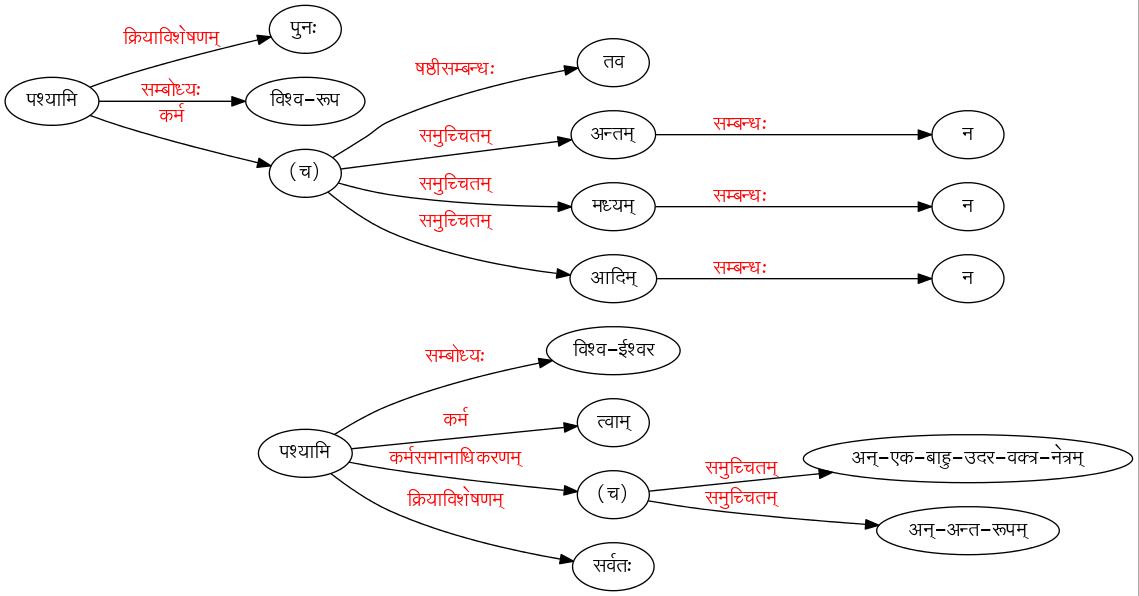 पुनः
क्रियाविशेषणम्
तव
षष्ठीसम्बन्धः
पश्यामि
सम्बोध्यः
विश्व-रूप
कर्म
समुच्चितम्
अन्तम्
सम्बन्धः
न
(च)
समुच्चितम्
मध्यम्
सम्बन्धः
न
समुच्चितम्
आदिम्
सम्बन्धः
न
सम्बोध्यः
विश्व-ईश्वर
कर्म
त्वाम्
पश्यामि
कर्मसमानाधिकरणम्
समुच्चितम्
अन्-एक-बाहु-उदर-वक्त्र-नेत्रम्
(च)
क्रियाविशेषणम्
समुच्चितम्
अन्-अन्त-रूपम्
सर्वतः